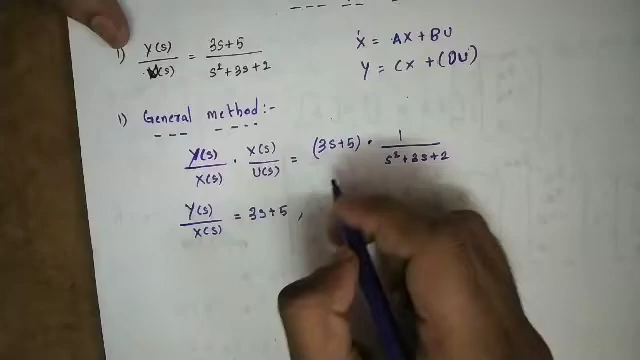 1) Y(s)/U(s) = 3s+5/s²+3s+2
Ẋ = AX + BU
Y = CX + (DU)
1) General method:-
Y(s)/X(s) · X(s)/U(s) = (3s+5) · 1/s²+3s+2
Y(s)/X(s) = 3s+5 ,